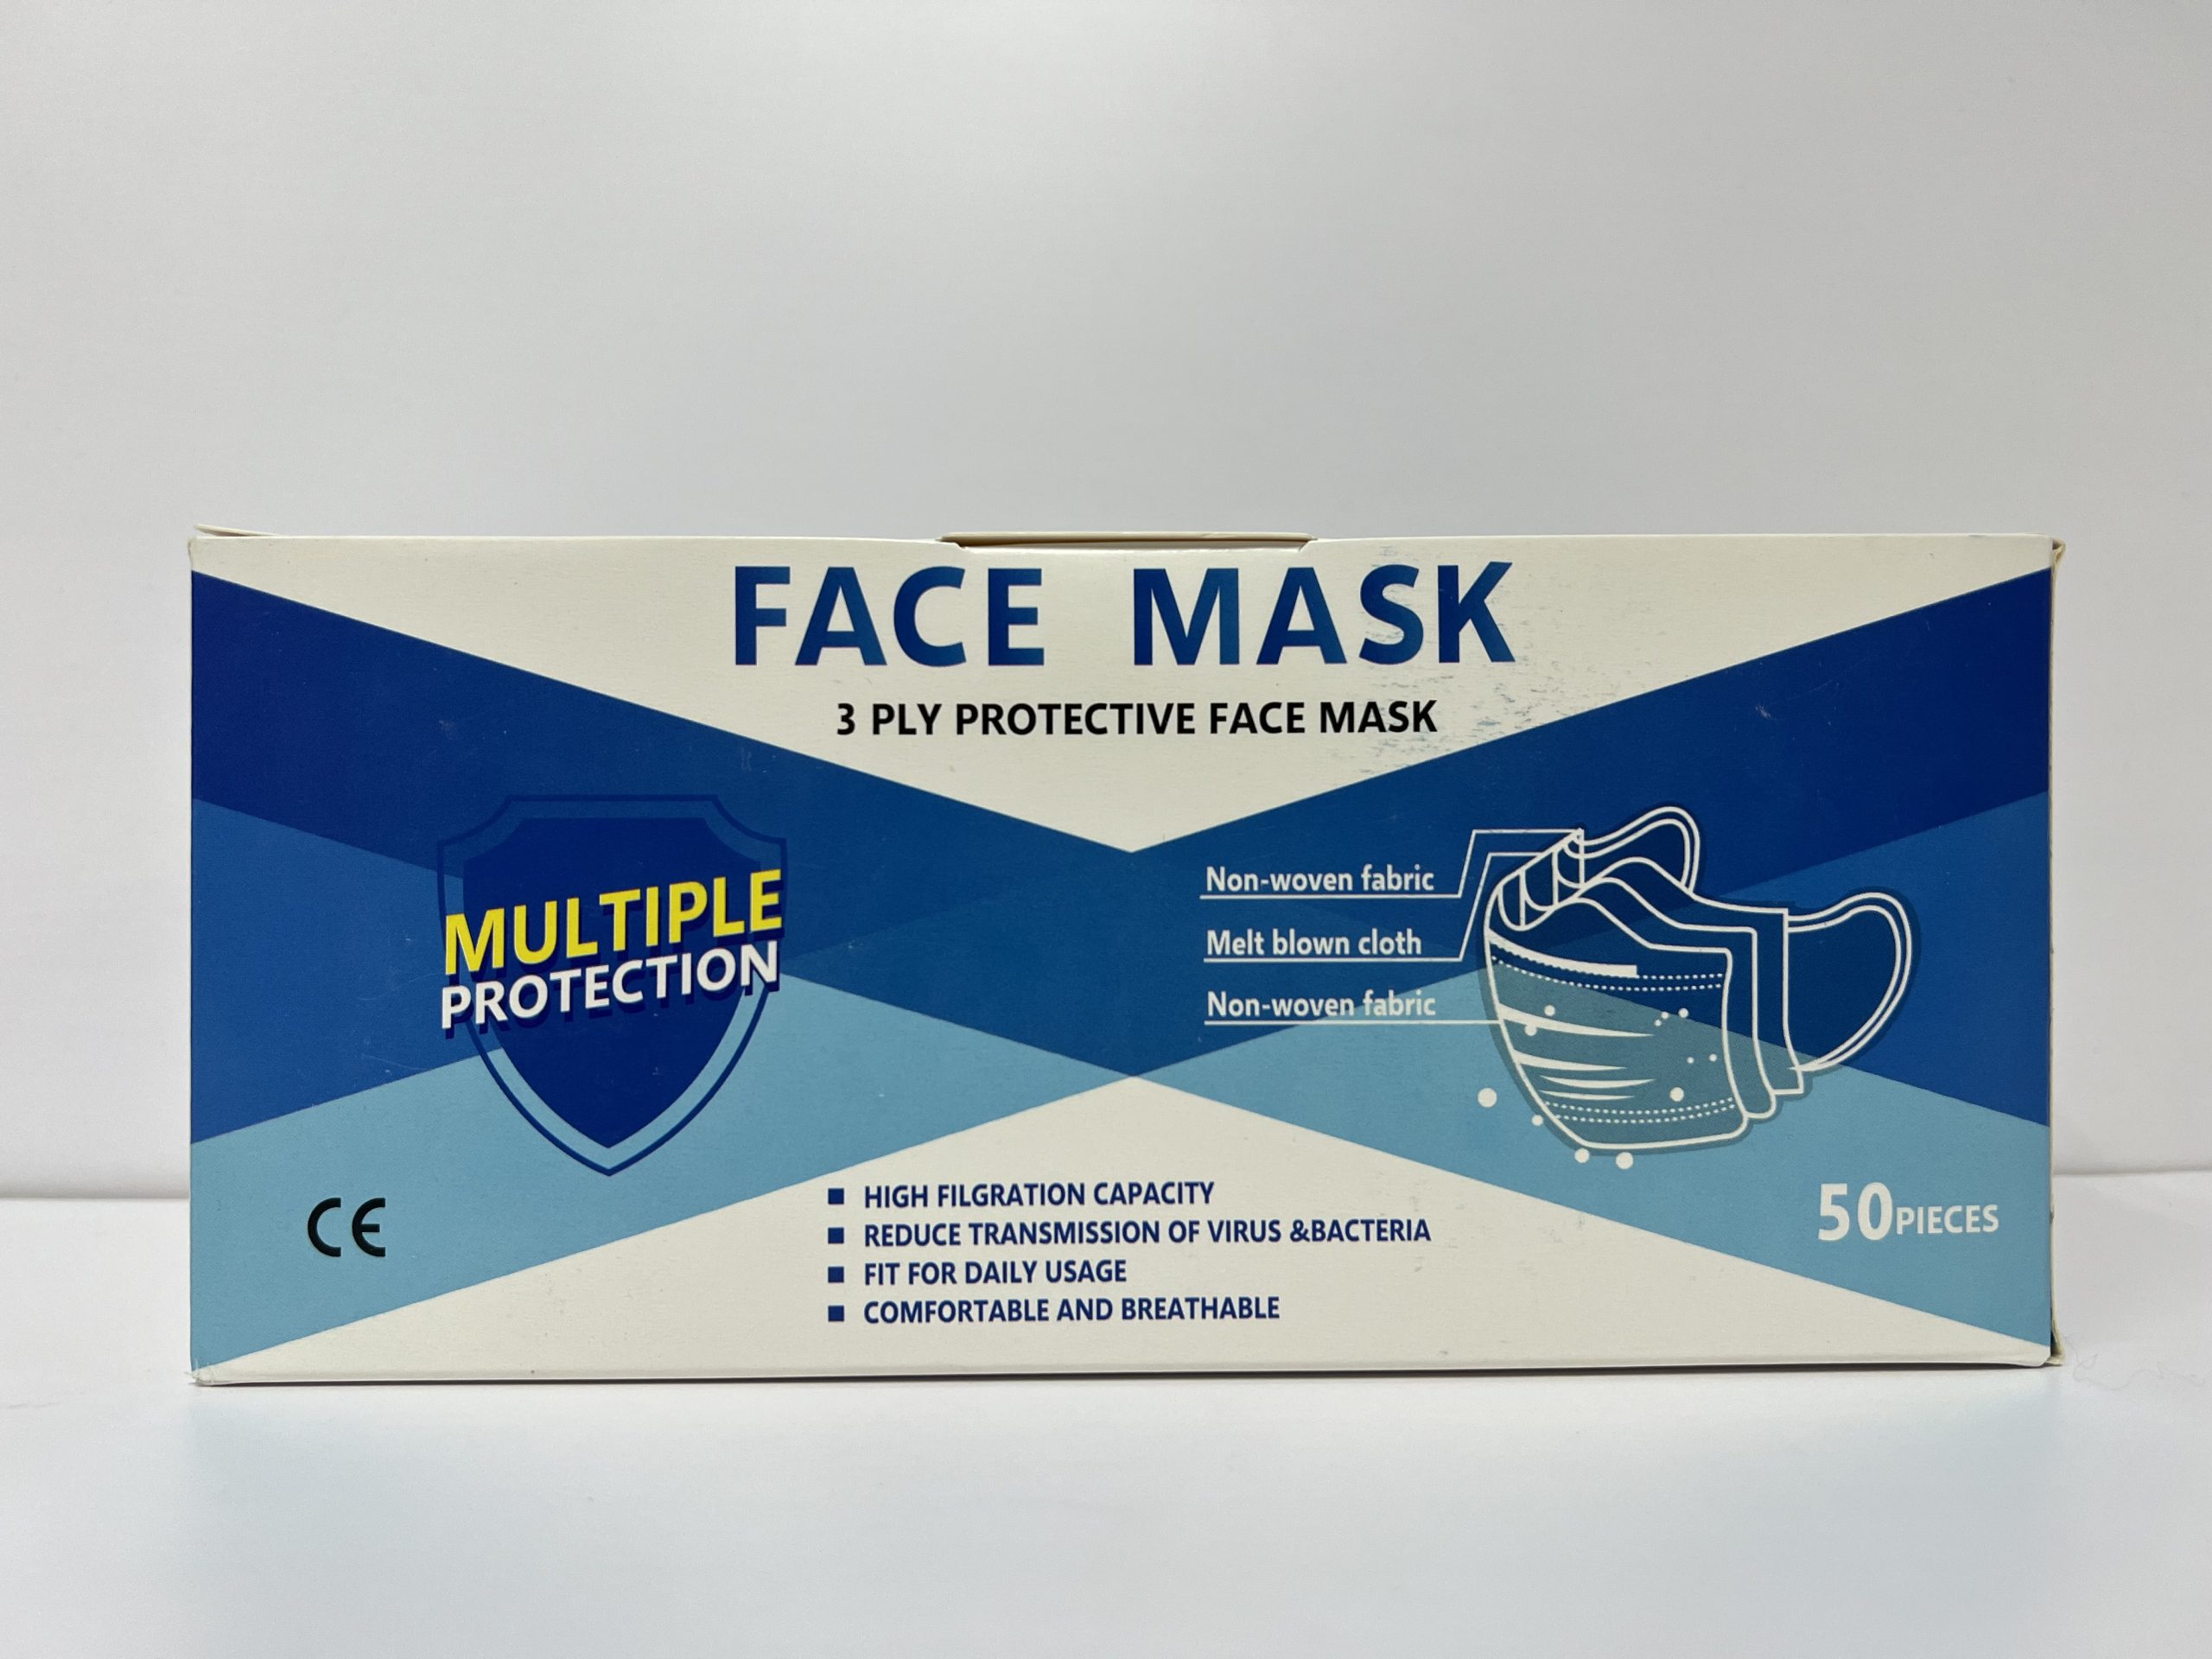 FACE MASK
3 PLY PROTECTIVE FACE MASK
MULTIPLE
PROTECTION
Non-woven fabric
Melt blown cloth
Non-woven fabric
CE
HIGH FILGRATION CAPACITY
REDUCE TRANSMISSION OF VIRUS &BACTERIA
FIT FOR DAILY USAGE
COMFORTABLE AND BREATHABLE
50PIECES